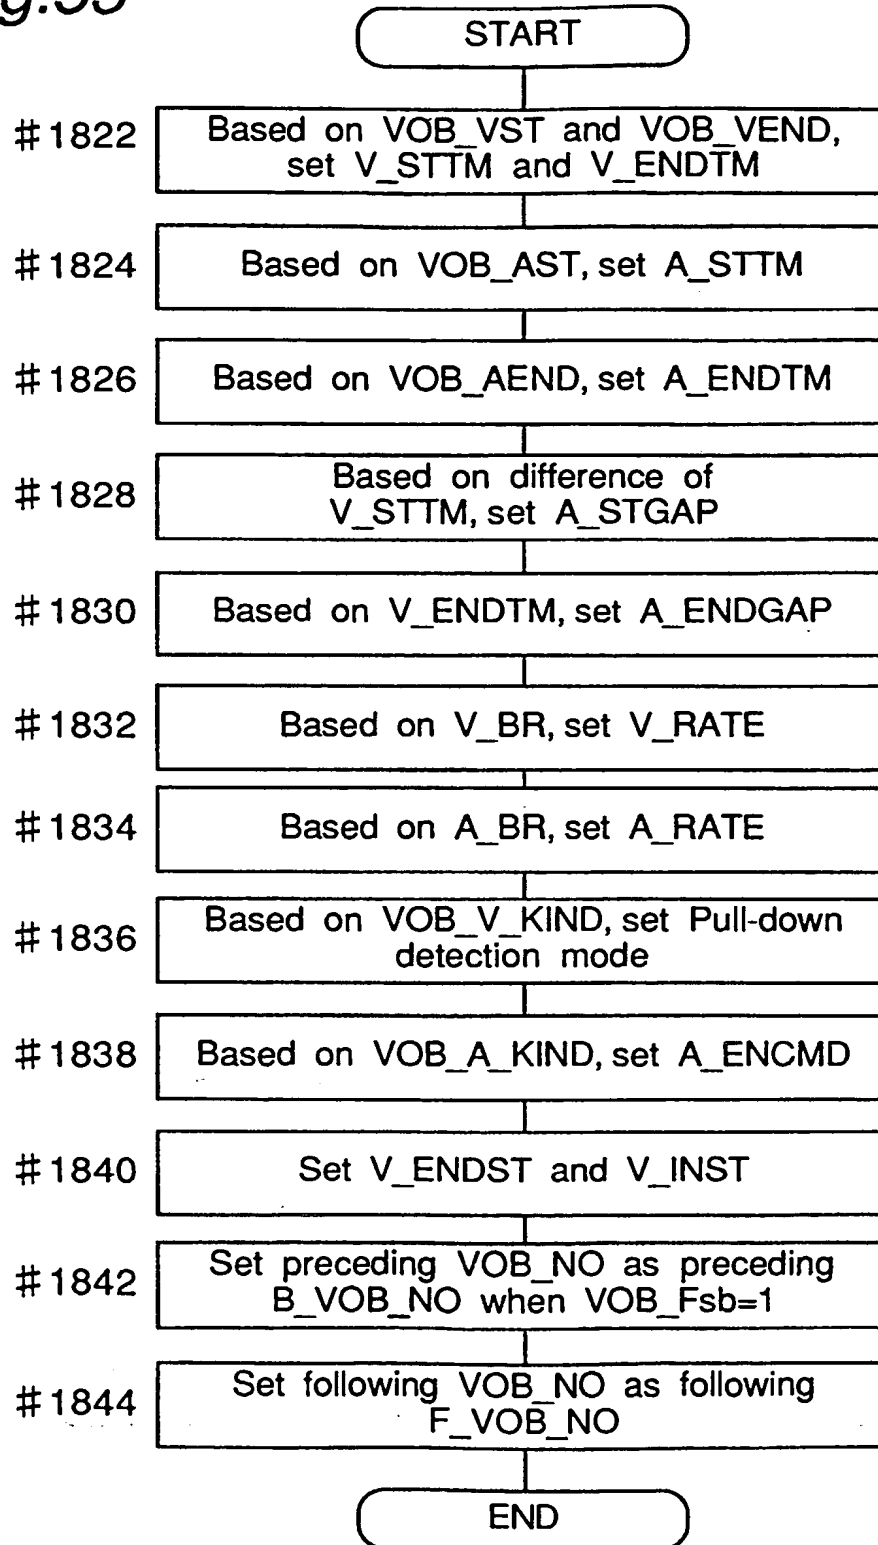 START
#1822
Based on VOB_VST and VOB_VEND,
set V_STTM and V_ENDTM
#1824
Based on VOB_AST, set A_STTM
#1826
Based on VOB_AEND, set A_ENDTM
#1828
Based on difference of
V_STTM, set A_STGAP
#1830
Based on V_ENDTM, set A_ENDGAP
#1832
Based on V_BR, set V_RATE
#1834
Based on A_BR, set A_RATE
#1836
Based on VOB_V_KIND, set Pull-down
detection mode
#1838
Based on VOB_A_KIND, set A_ENCMD
#1840
Set V_ENDST and V_INST
#1842
Set preceding VOB_NO as preceding
B_VOB_NO when VOB_Fsb=1
#1844
Set following VOB_NO as following
F_VOB_NO
END